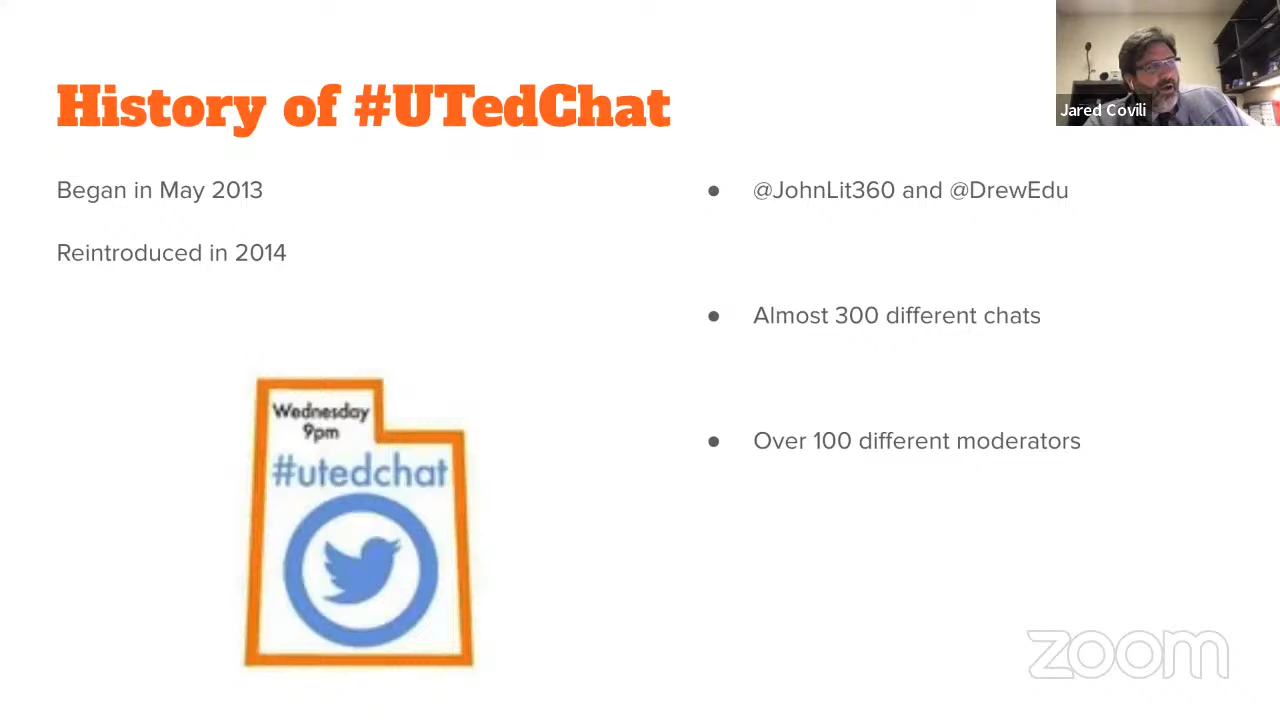 History of #UTedChat
Jared Covili
Began in May 2013
Reintroduced in 2014
Wednesday
9pm
#utedchat
@JohnLit360 and @DrewEdu
Almost 300 different chats
Over 100 different moderators
zoom